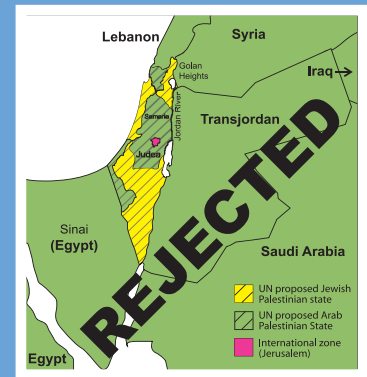 Lebanon
Syria
Golan
Heights
Iraq
Samaria
Jordan River
Transjordan
Judea
REJECTED
Sinai
(Egypt)
Saudi Arabia
UN proposed Jewish
Palestinian state
UN proposed Arab
Palestinian State
International zone
(Jerusalem)
Egypt